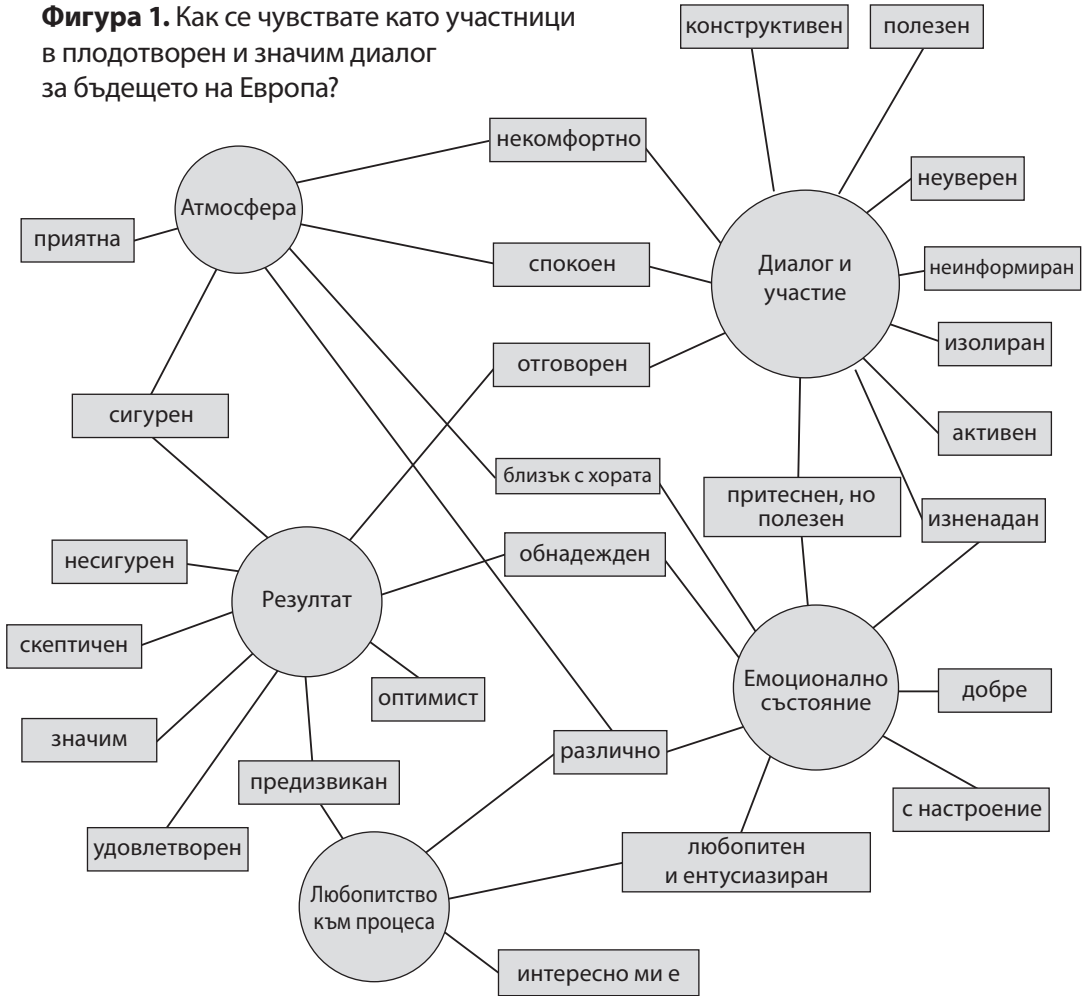 Фигура 1. Как се чувствате като участници
в плодотворен и значим диалог
за бъдещето на Европа?
конструктивен
полезен
некомфортно
неуверен
Атмосфера
приятна
спокоен
Диалог и
участие
неинформиран
изолиран
отговорен
сигурен
активен
близък с хората
притеснен, но
полезен
изненадан
обнадежден
несигурен
Резултат
скептичен
оптимист
Емоционално
състояние
добре
значим
различно
предизвикан
с настроение
удовлетворен
любопитен
и ентусиазиран
Любопитство
към процеса
интересно ми е